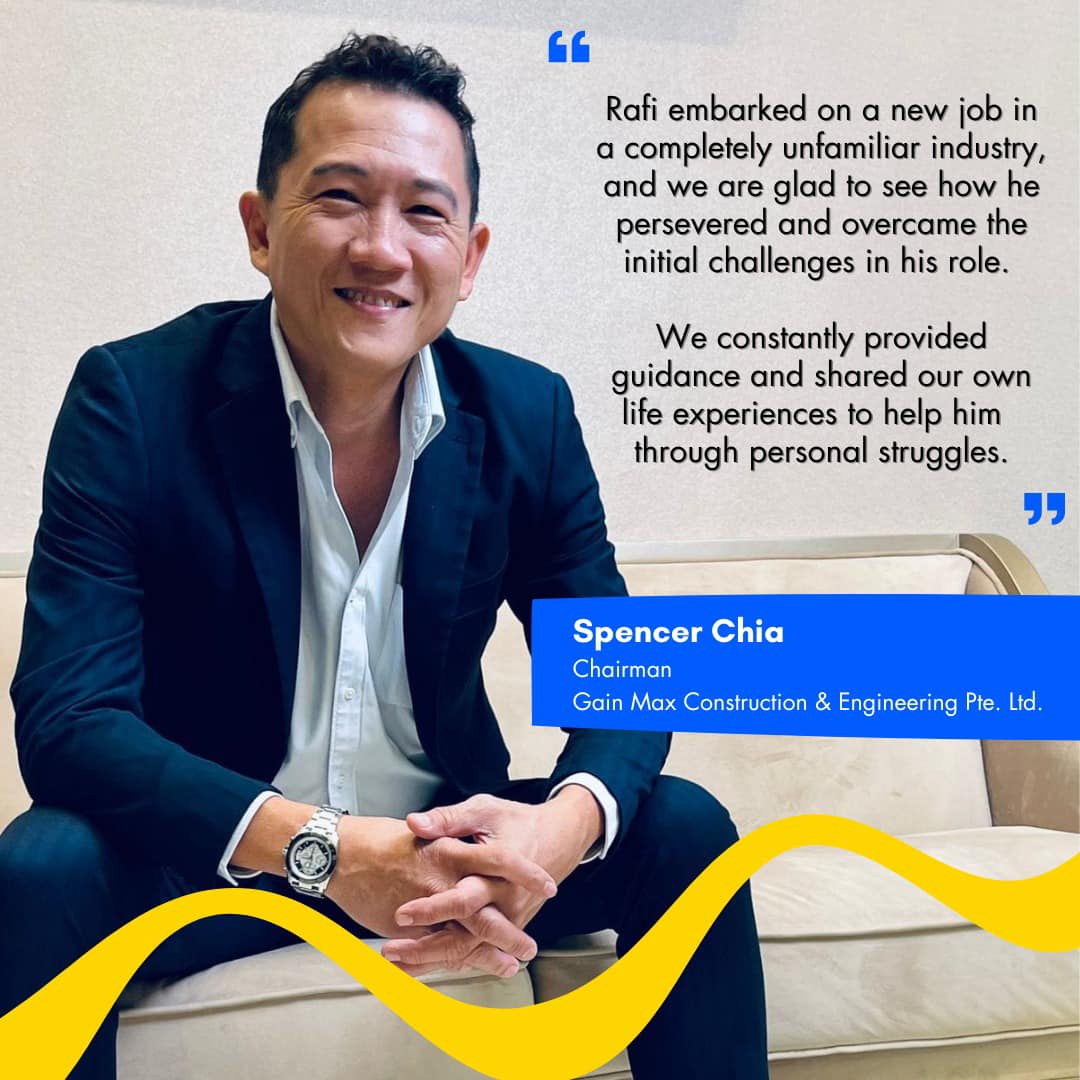 “
Rafi embarked on a new job in
a completely unfamiliar industry,
and we are glad to see how he
persevered and overcame the
initial challenges in his role.
We constantly provided
guidance and shared our own
life experiences to help him
through personal struggles.
”
Spencer Chia
Chairman
Gain Max Construction & Engineering Pte. Ltd.